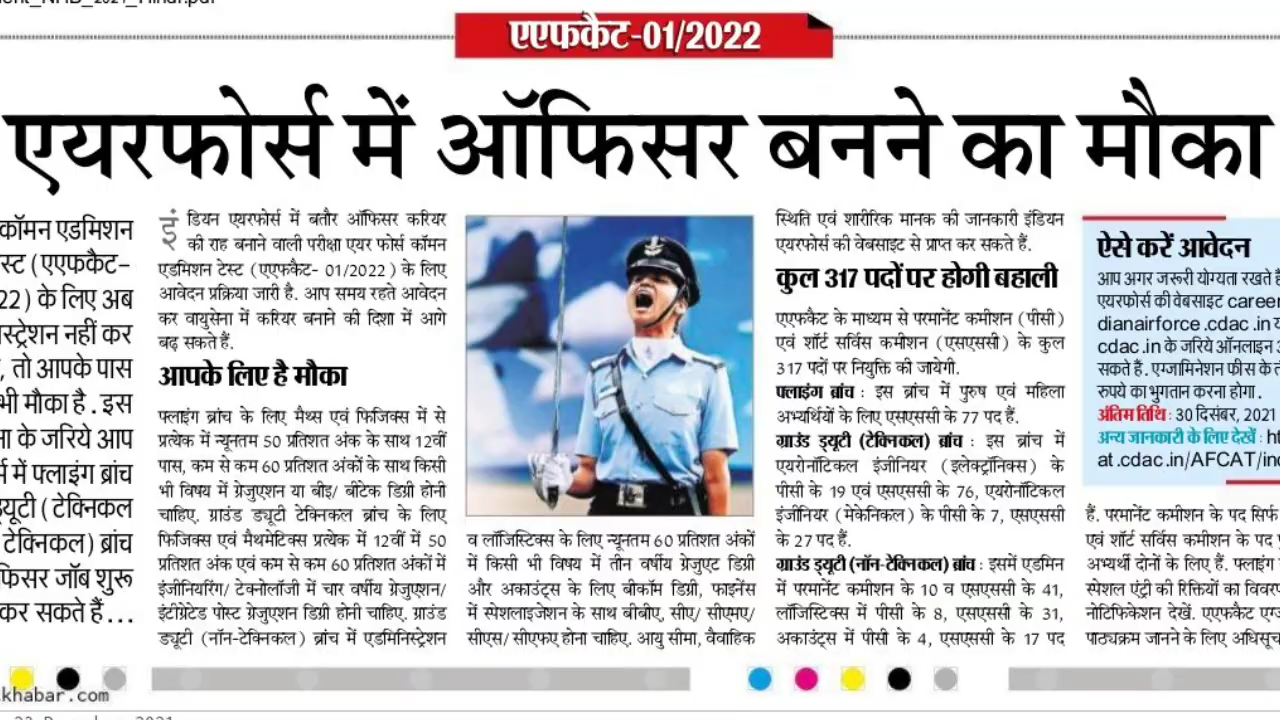 एएफकैट-01/2022
एयरफोर्स में ऑफिसर बनने का मौका
कॉमन एडमिशन
(एएफकैट-
के लिए अब
नहीं कर
तो आपके पास
भी मौका है. इस
के जरिये आप
में फ्लाइंग ब्रांच
(टेक्निकल
टेक्निकल) ब्रांच
जॉब शुरू
कर सकते हैं...
इंडियन एयरफोर्स में बतौर ऑफिसर करियर
की राह बनाने वाली परीक्षा एयर फोर्स कॉमन
एडमिशन टेस्ट (एएफकैट- 01/2022) के लिए
आवेदन प्रक्रिया जारी है. आप समय रहते आवेदन
कर वायुसेना में करियर बनाने की दिशा में आगे
बढ़ सकते हैं.
आपके लिए है मौका
फ्लाइंग ब्रांच के लिए मैथ्स एवं फिजिक्स में से
प्रत्येक में न्यूनतम 50 प्रतिशत अंक के साथ 12वीं
पास, कम से कम 60 प्रतिशत अंकों के साथ किसी
भी विषय में ग्रेजुएशन या बीइ/ बीटेक डिग्री होनी
चाहिए. ग्राउंड ड्यूटी टेक्निकल ब्रांच के लिए
फिजिक्स एवं मैथमेटिक्स प्रत्येक में 12वीं में 50
प्रतिशत अंक एवं कम से कम 60 प्रतिशत अंकों में
इंजीनियरिंग/ टेक्नोलॉजी में चार वर्षीय ग्रेजुएशन/
इंटीग्रेटेड पोस्ट ग्रेजुएशन डिग्री होनी चाहिए. ग्राउंड
ड्यूटी (नॉन-टेक्निकल) ब्रांच में एडमिनिस्ट्रेशन
व लॉजिस्टिक्स के लिए न्यूनतम 60 प्रतिशत अंकों
में किसी भी विषय में तीन वर्षीय ग्रेजुएट डिग्री
और अकाउंट्स के लिए बीकॉम डिग्री, फाइनेंस
में स्पेशलाइजेशन के साथ बीबीए, सीए/ सीएमए/
सीएस/ सीएफए होना चाहिए. आयु सीमा, वैवाहिक
स्थिति एवं शारीरिक मानक की जानकारी इंडियन
एयरफोर्स की वेबसाइट से प्राप्त कर सकते हैं.
कुल 317 पदों पर होगी बहाली
एएफकैट के माध्यम से परमानेंट कमीशन (पीसी)
एवं शॉर्ट सर्विस कमीशन (एसएससी) के कुल
317 पदों पर नियुक्ति की जायेगी.
फ्लाइंग ब्रांच : इस ब्रांच में पुरुष एवं महिला
अभ्यर्थियों के लिए एसएससी के 77 पद हैं.
ग्राउंड ड्यूटी (टेक्निकल) ब्रांच : इस ब्रांच में
एयरोनॉटिकल इंजीनियर (इलेक्ट्रॉनिक्स) के
पीसी के 19 एवं एसएससी के 76, एयरोनॉटिकल
इंजीनियर (मेकेनिकल) के पीसी के 7, एसएससी
के 27 पद हैं.
ग्राउंड ड्यूटी (नॉन-टेक्निकल) ब्रांच : इसमें एडमिन
में परमानेंट कमीशन के 10 व एसएससी के 41,
लॉजिस्टिक्स में पीसी के 8, एसएससी के 31,
अकाउंट्स में पीसी के 4, एसएससी के 17 पद
ऐसे करें आवेदन
आप अगर जरूरी योग्यता रखते
एयरफोर्स की वेबसाइट career
dianairforce.cdac.in
cdac.in के जरिये ऑनलाइन
सकते हैं. एग्जामिनेशन फीस के
रुपये का भुगतान करना होगा.
अंतिम तिथि : 30 दिसंबर, 2021
अन्य जानकारी के लिए देखें :
at.cdac.in/AFCAT/
हैं. परमानेंट कमीशन के पद सिर्फ
एवं शॉर्ट सर्विस कमीशन के पद
अभ्यर्थी दोनों के लिए हैं. फ्लाइंग
स्पेशल एंट्री की रिक्तियों का
नोटिफिकेशन देखें. एएफकैट
पाठ्यक्रम जानने के लिए
khabar.com